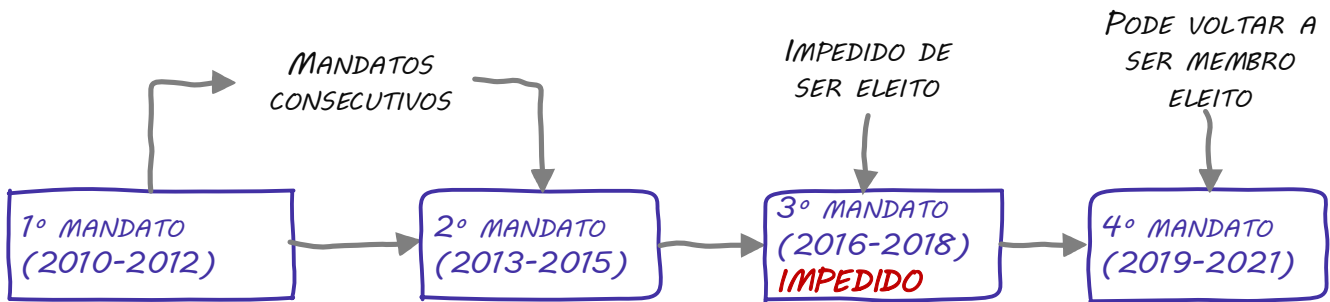 MANDATOS
CONSECUTIVOS
IMPEDIDO DE
SER ELEITO
PODE VOLTAR A
SER MEMBRO
ELEITO
1º MANDATO
(2010-2012)
2º MANDATO
(2013-2015)
3º MANDATO
(2016-2018)
IMPEDIDO
4º MANDATO
(2019-2021)